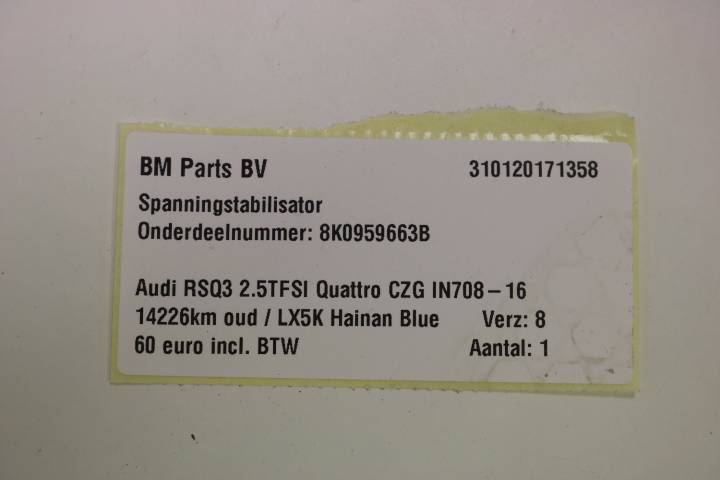 BM Parts BV 310120171358
Spanningstabilisator
Onderdeelnummer: 8K0959663B
Audi RSQ3 2.5TFSI Quattro CZG IN708-16
14226km oud / LX5K Hainan Blue Verz: 8
60 euro incl. BTW Aantal: 1